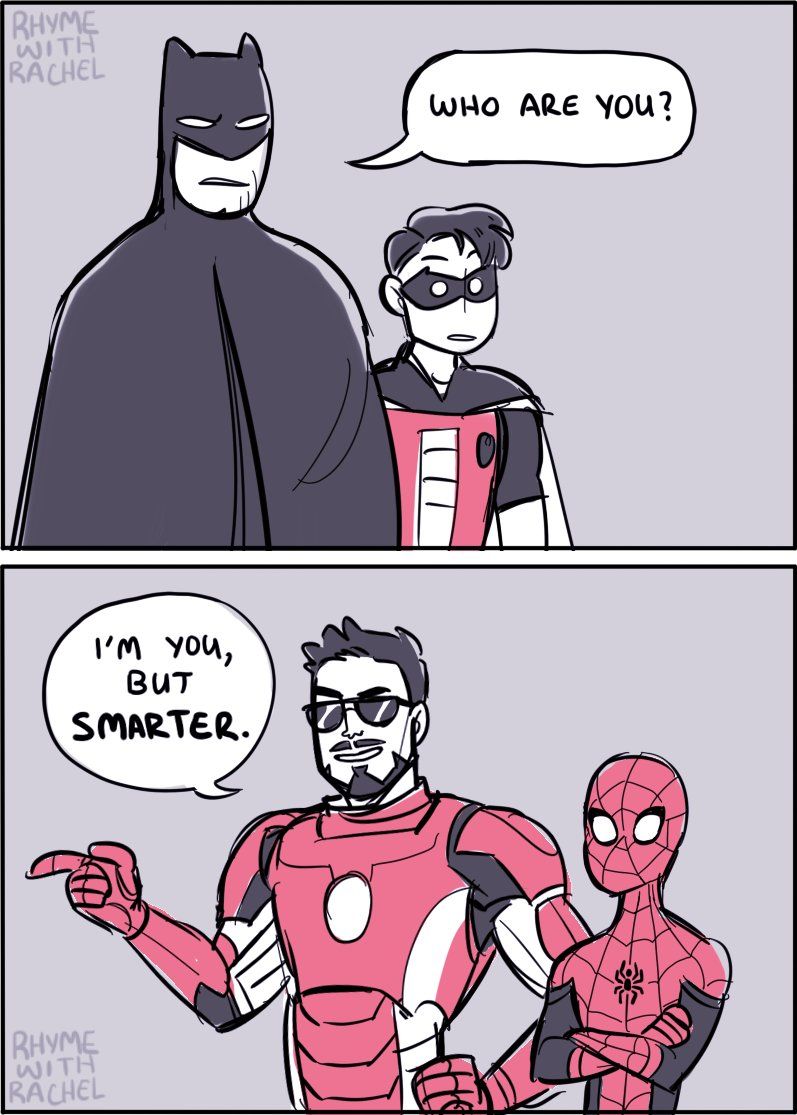 RHYME
WITH
RACHEL
WHO ARE YOU?
I'M YOU,
BUT
SMARTER.
RHYME
WITH
RACHEL